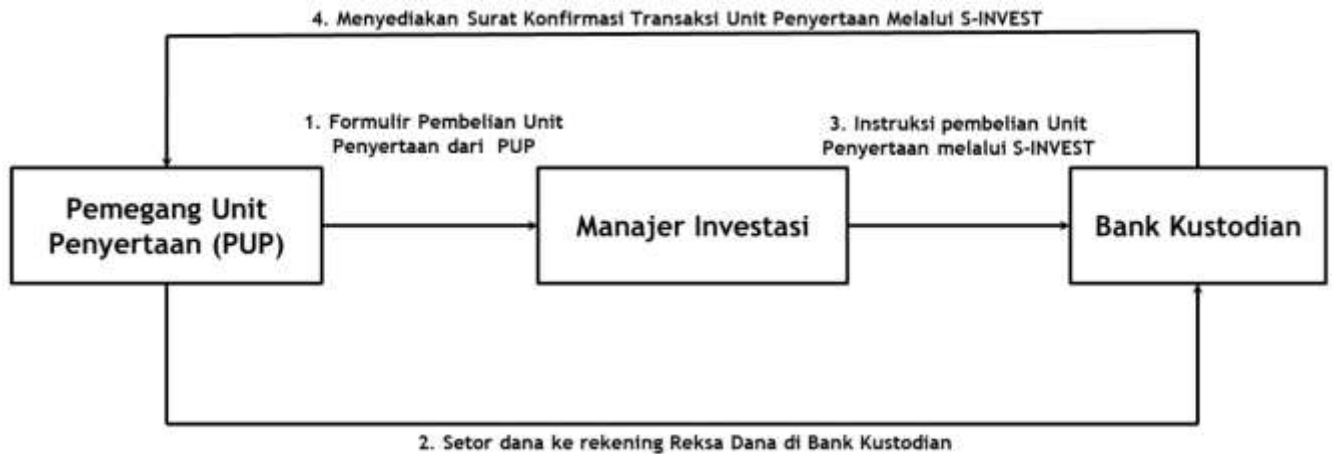 4. Menyediakan Surat Konfirmasi Transaksi Unit Penyertaan Melalui S-INVEST
1. Formulir Pembelian Unit
Penyertaan dari PUP
3. Instruksi pembelian Unit
Penyertaan melalui S-INVEST
Pemegang Unit
Penyertaan (PUP)
Manajer Investasi
Bank Kustodian
2. Setor dana ke rekening Reksa Dana di Bank Kustodian